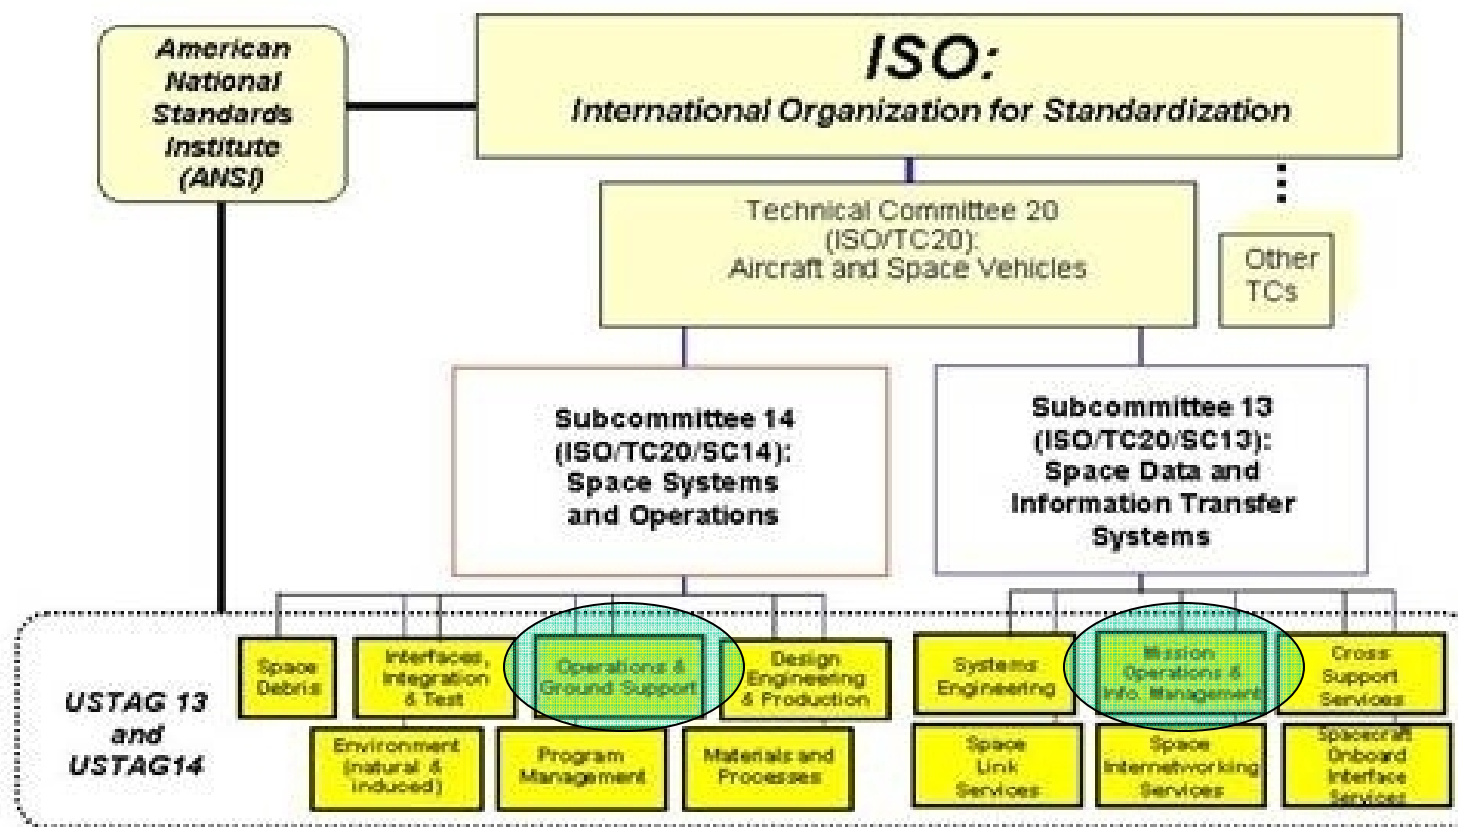 American
National
Standards
Institute
(ANSI)
ISO:
International Organization for Standardization
Technical Committee 20
(ISO/TC20):
Aircraft and Space Vehicles
Other
TCs
Subcommittee 14
(ISO/TC20/SC14):
Space Systems
and Operations
Subcommittee 13
(ISO/TC20/SC13):
Space Data and
Information Transfer
Systems
USTAG 13
and
USTAG14
Space
Debris
Interfaces,
Integration
& Test
Operations &
Ground Support
Design
Engineering
& Production
Systems
Engineering
Mission
Operations &
Info. Management
Cross
Support
Services
Environment
(natural &
induced)
Program
Management
Materials and
Processes
Space
Link
Services
Space
Internetworking
Services
Spacecraft
Onboard
Interface
Services